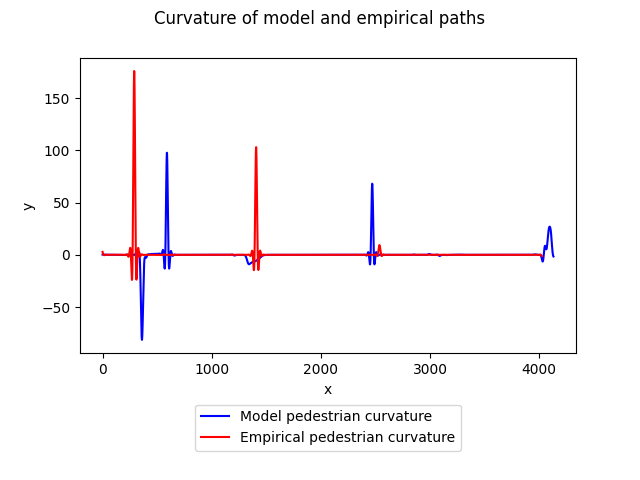 Curvature of model and empirical paths
y
150
100
50
0
−50
0 1000 2000 3000 4000
x
Model pedestrian curvature
Empirical pedestrian curvature